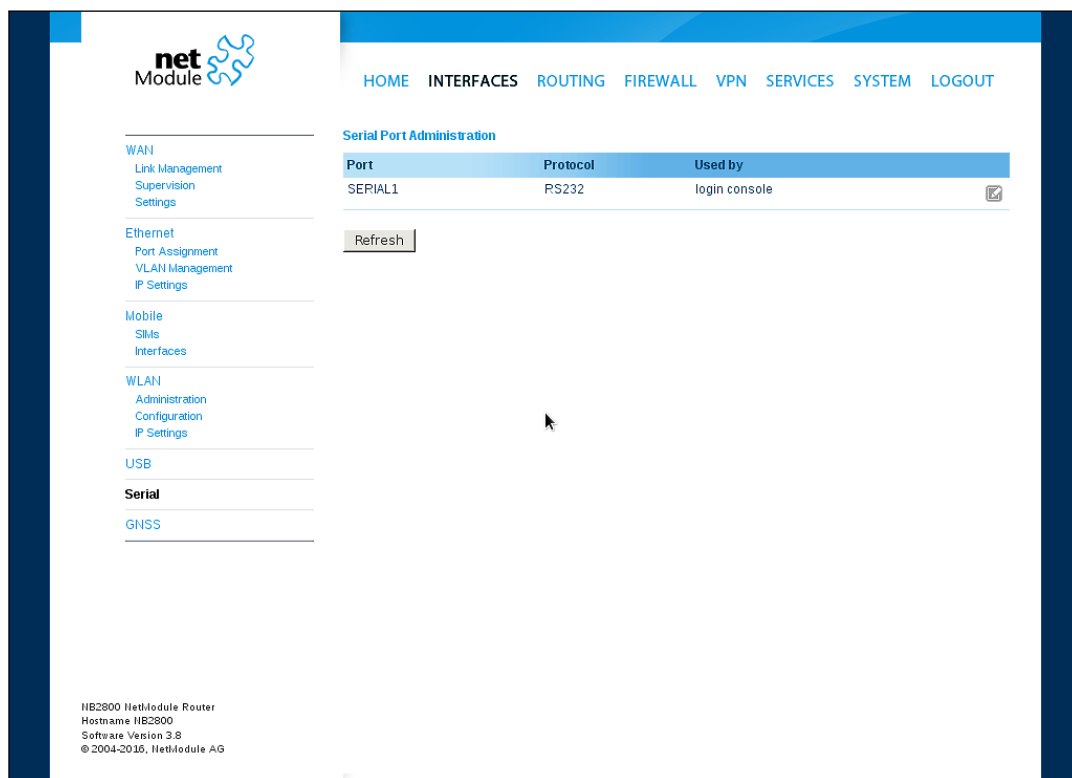 net
Module
HOME INTERFACES ROUTING FIREWALL VPN SERVICES SYSTEM LOGOUT
WAN
Link Management
Supervision
Settings
Ethernet
Port Assignment
VLAN Management
IP Settings
Mobile
SIMs
Interfaces
WLAN
Administration
Configuration
IP Settings
USB
Serial
GNSS
Serial Port Administration
Port Protocol Used by
SERIAL1 RS232 login console
Refresh
NB2800 NetModule Router
Hostname NB2800
Software Version 3.8
© 2004-2016, NetModule AG